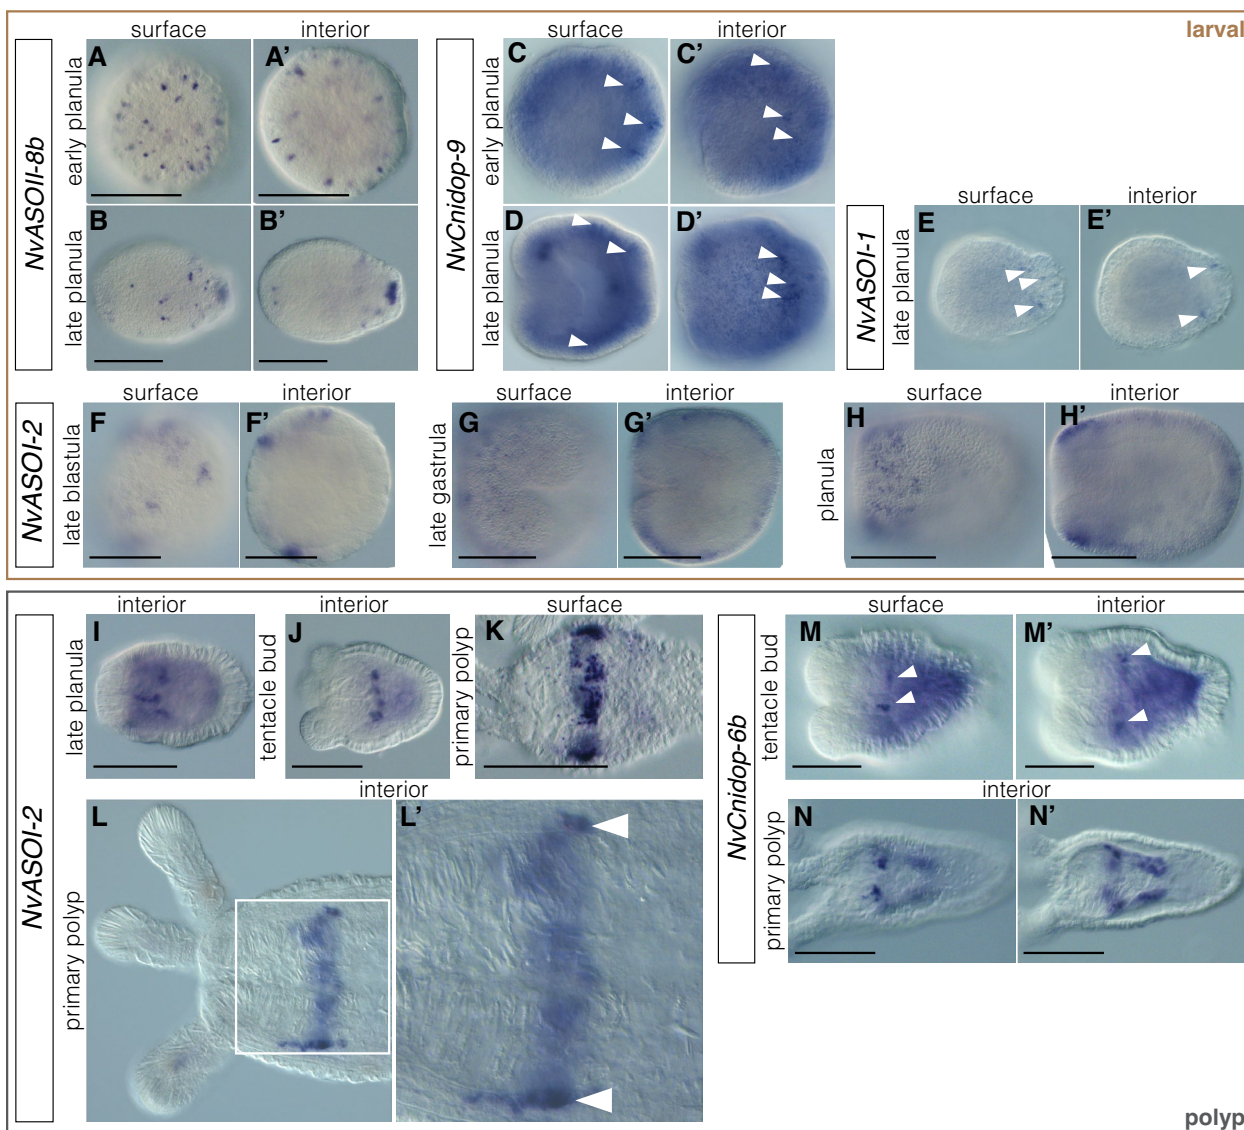 surface interior surface interior larval
NvASOII-8b
early planula
A A'
NvCnidop-9
early planula
C C'
late planula
B B'
late planula
D D'
surface interior
NvASOI-1
late planula
E E'
surface interior surface interior surface interior
NvASOI-2
late blastula
F F'
late gastrula
G G'
planula
H H'
interior interior surface surface interior
NvASOI-2
late planula
I
tentacle bud
J
primary polyp
K
NvCnidop-6b
tentacle bud
M M'
interior interior
primary polyp
L L'
primary polyp
N N'
polyp